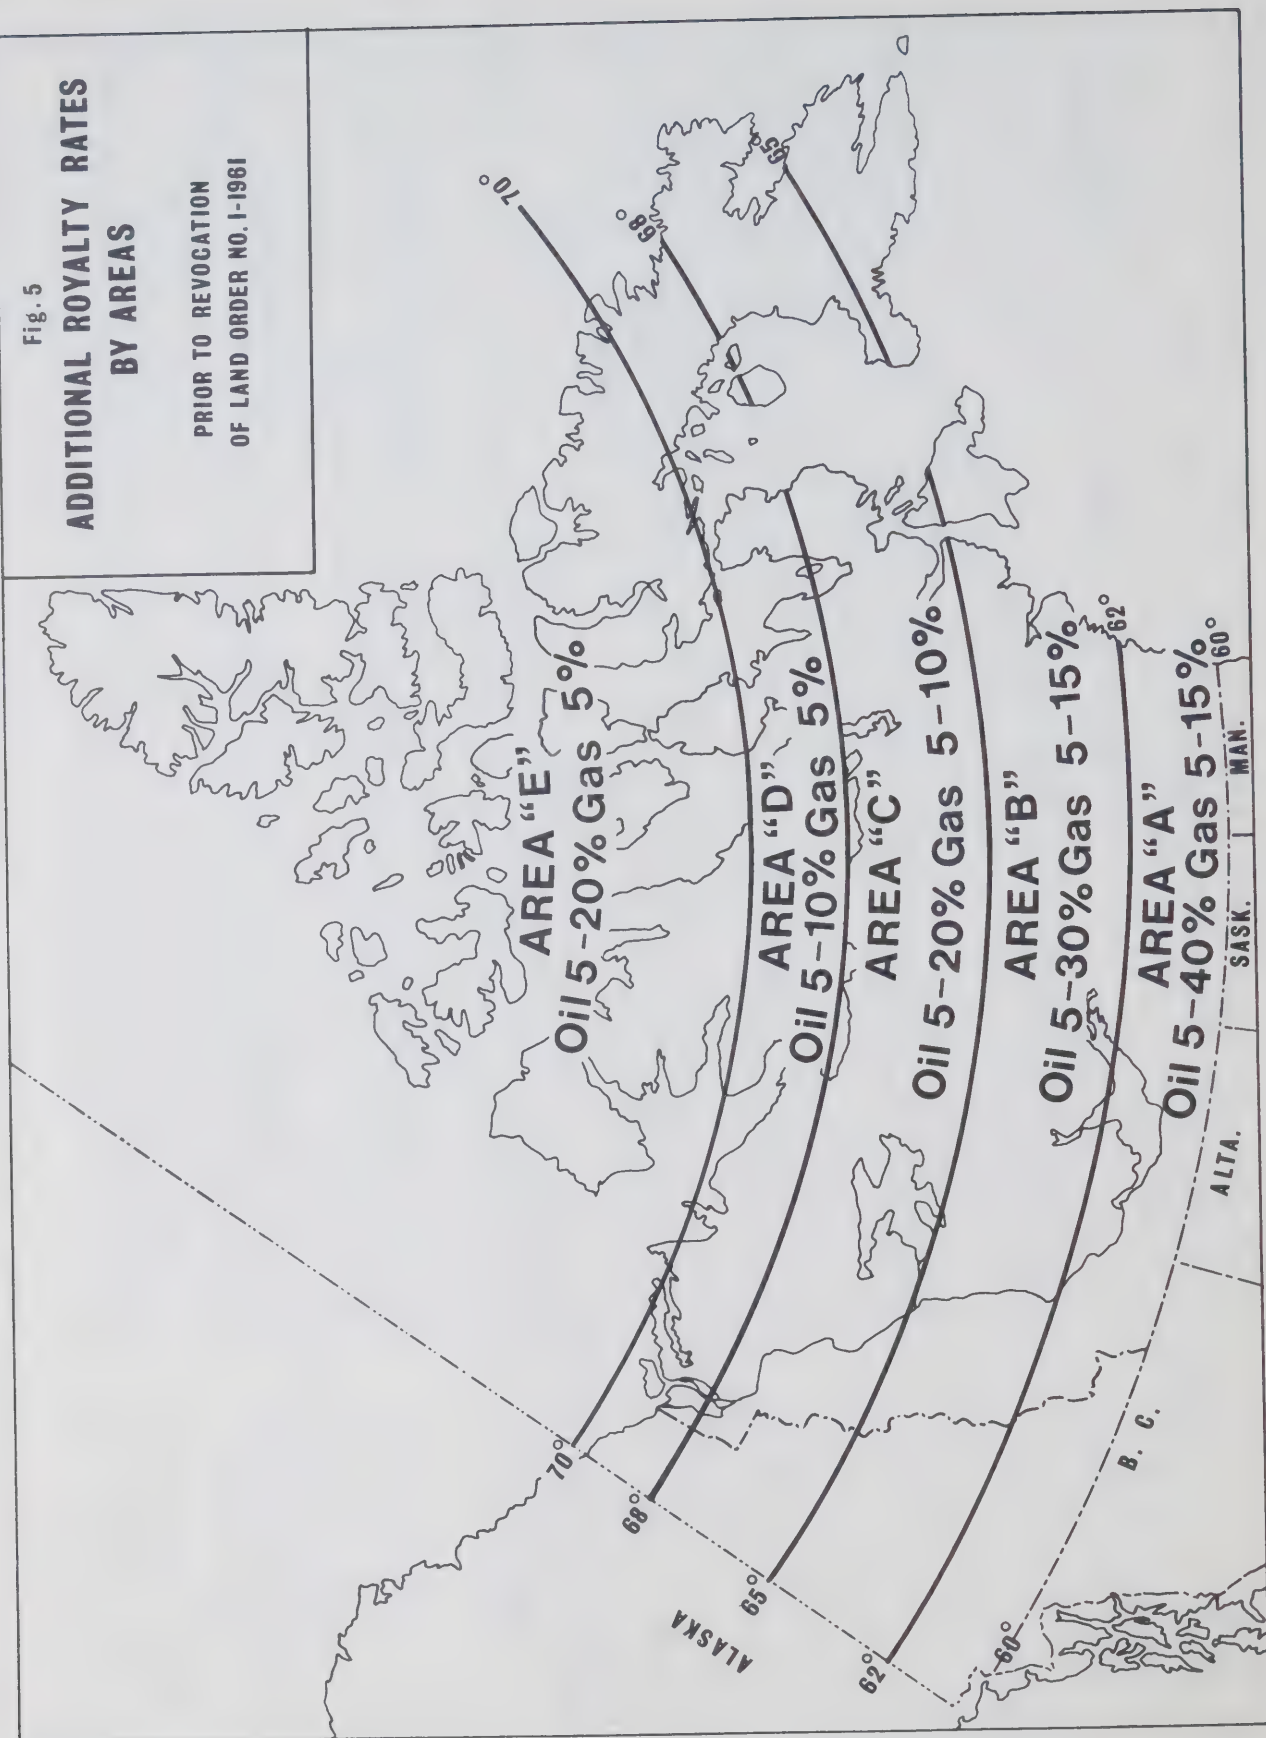 Fig. 5
ADDITIONAL ROYALTY RATES
BY AREAS
PRIOR TO REVOCATION
OF LAND ORDER NO. 1-1961
70°
68°
65°
AREA “E”
Oil 5-20% Gas 5%
AREA “D”
Oil 5-10% Gas 5%
AREA “C”
Oil 5-20% Gas 5-10%
AREA “B”
Oil 5-30% Gas 5-15%
62°
AREA “A”
Oil 5-40% Gas 5-15%
60°
70°
68°
65°
62°
60°
ALASKA
B. C.
ALTA.
SASK.
MAN.